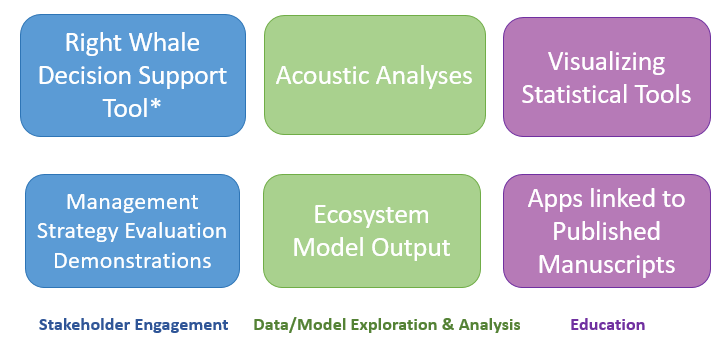 Right Whale
Decision Support
Tool*
Acoustic Analyses
Visualizing
Statistical Tools
Management
Strategy Evaluation
Demonstrations
Ecosystem
Model Output
Apps linked to
Published
Manuscripts
Stakeholder Engagement
Data/Model Exploration & Analysis
Education